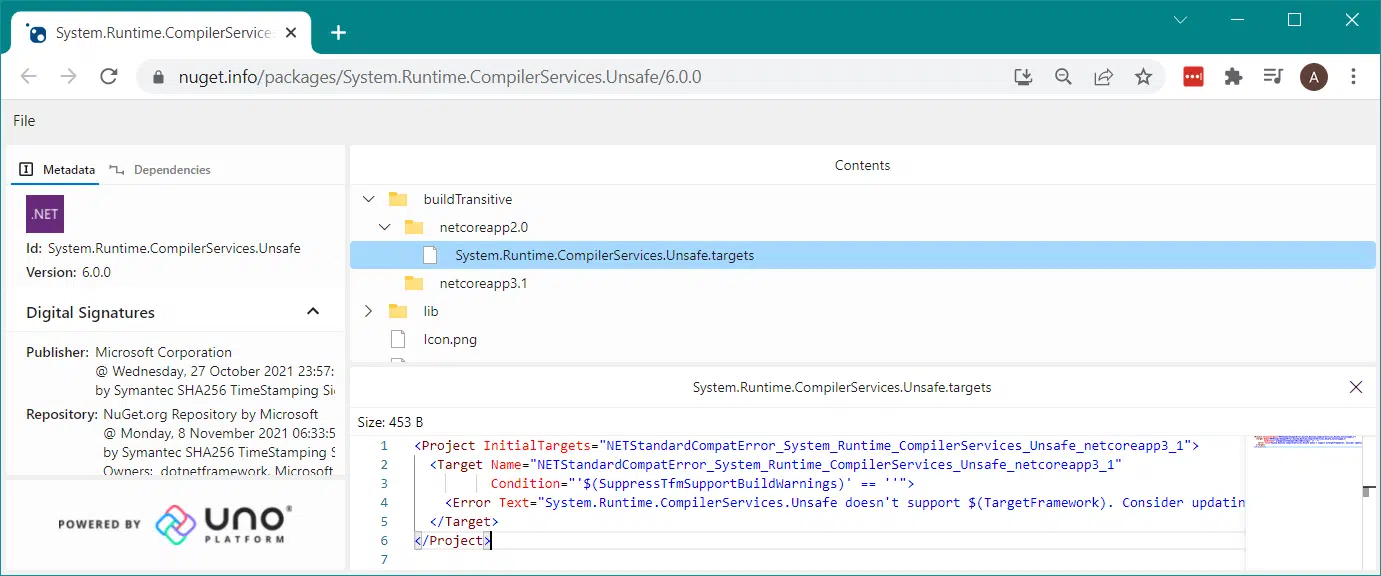 System.Runtime.CompilerService
nuget.info/packages/System.Runtime.CompilerServices.Unsafe/6.0.0
A
File
Metadata
Dependencies
.NET
Id: System.Runtime.CompilerServices.Unsafe
Version: 6.0.0
Digital Signatures
Publisher: Microsoft Corporation
@ Wednesday, 27 October 2021 23:57:
by Symantec SHA256 TimeStamping Si
Repository: NuGet.org Repository by Microsoft
@ Monday, 8 November 2021 06:33:5
by Symantec SHA256 TimeStamping S
Owners: dotnetframework, Microsoft
POWERED BY
UNO®
PLATFORM
Contents
buildTransitive
netcoreapp2.0
System.Runtime.CompilerServices.Unsafe.targets
netcoreapp3.1
lib
Icon.png
System.Runtime.CompilerServices.Unsafe.targets
Size: 453 B
1 <Project InitialTargets="NETStandardCompatError_System_Runtime_CompilerServices_Unsafe_netcoreapp3_1">
2 <Target Name="NETStandardCompatError_System_Runtime_CompilerServices_Unsafe_netcoreapp3_1"
3 Condition="'$(SuppressTfmSupportBuildWarnings)' == ''">
4 <Error Text="System.Runtime.CompilerServices.Unsafe doesn't support $(TargetFramework). Consider updatin
5 </Target>
6 </Project>
7